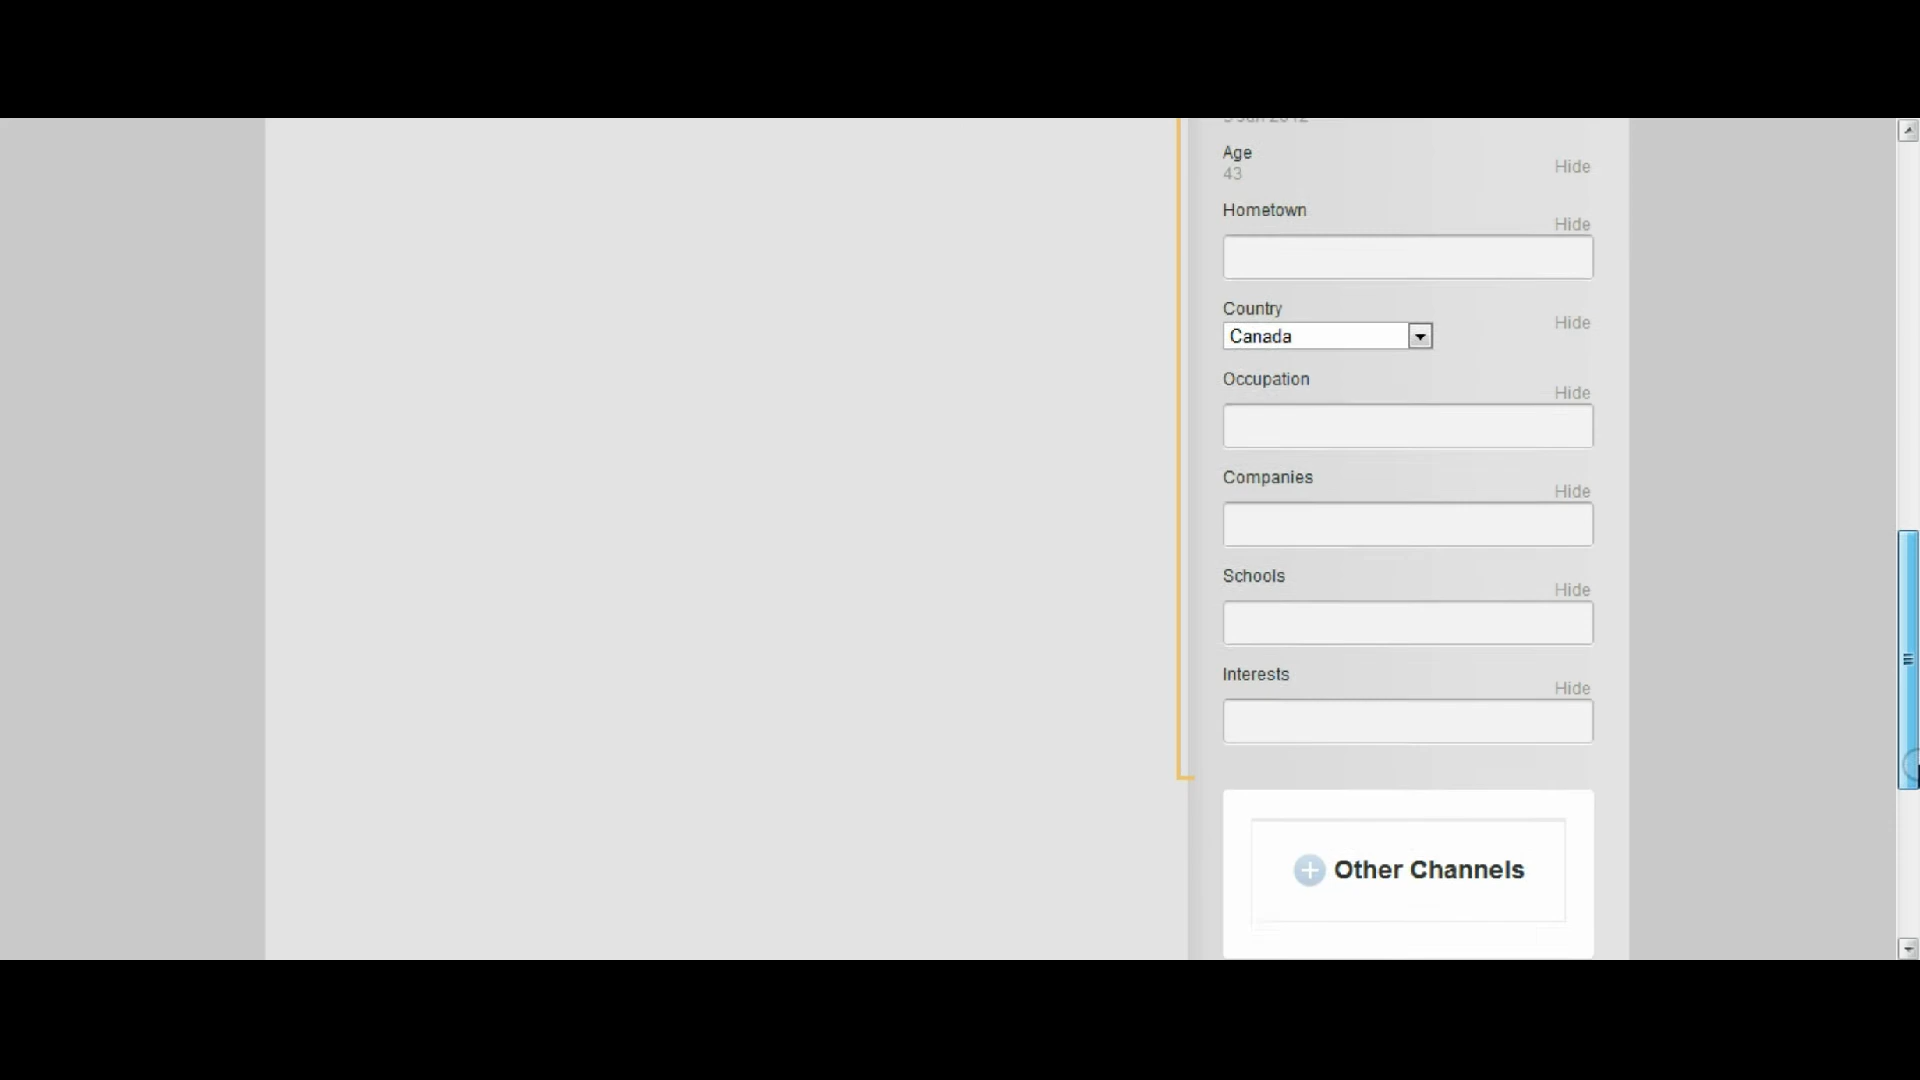 Age
43
Hide
Hometown
Hide
Country
Hide
Canada
Occupation
Hide
Companies
Hide
Schools
Hide
Interests
Hide
Other Channels